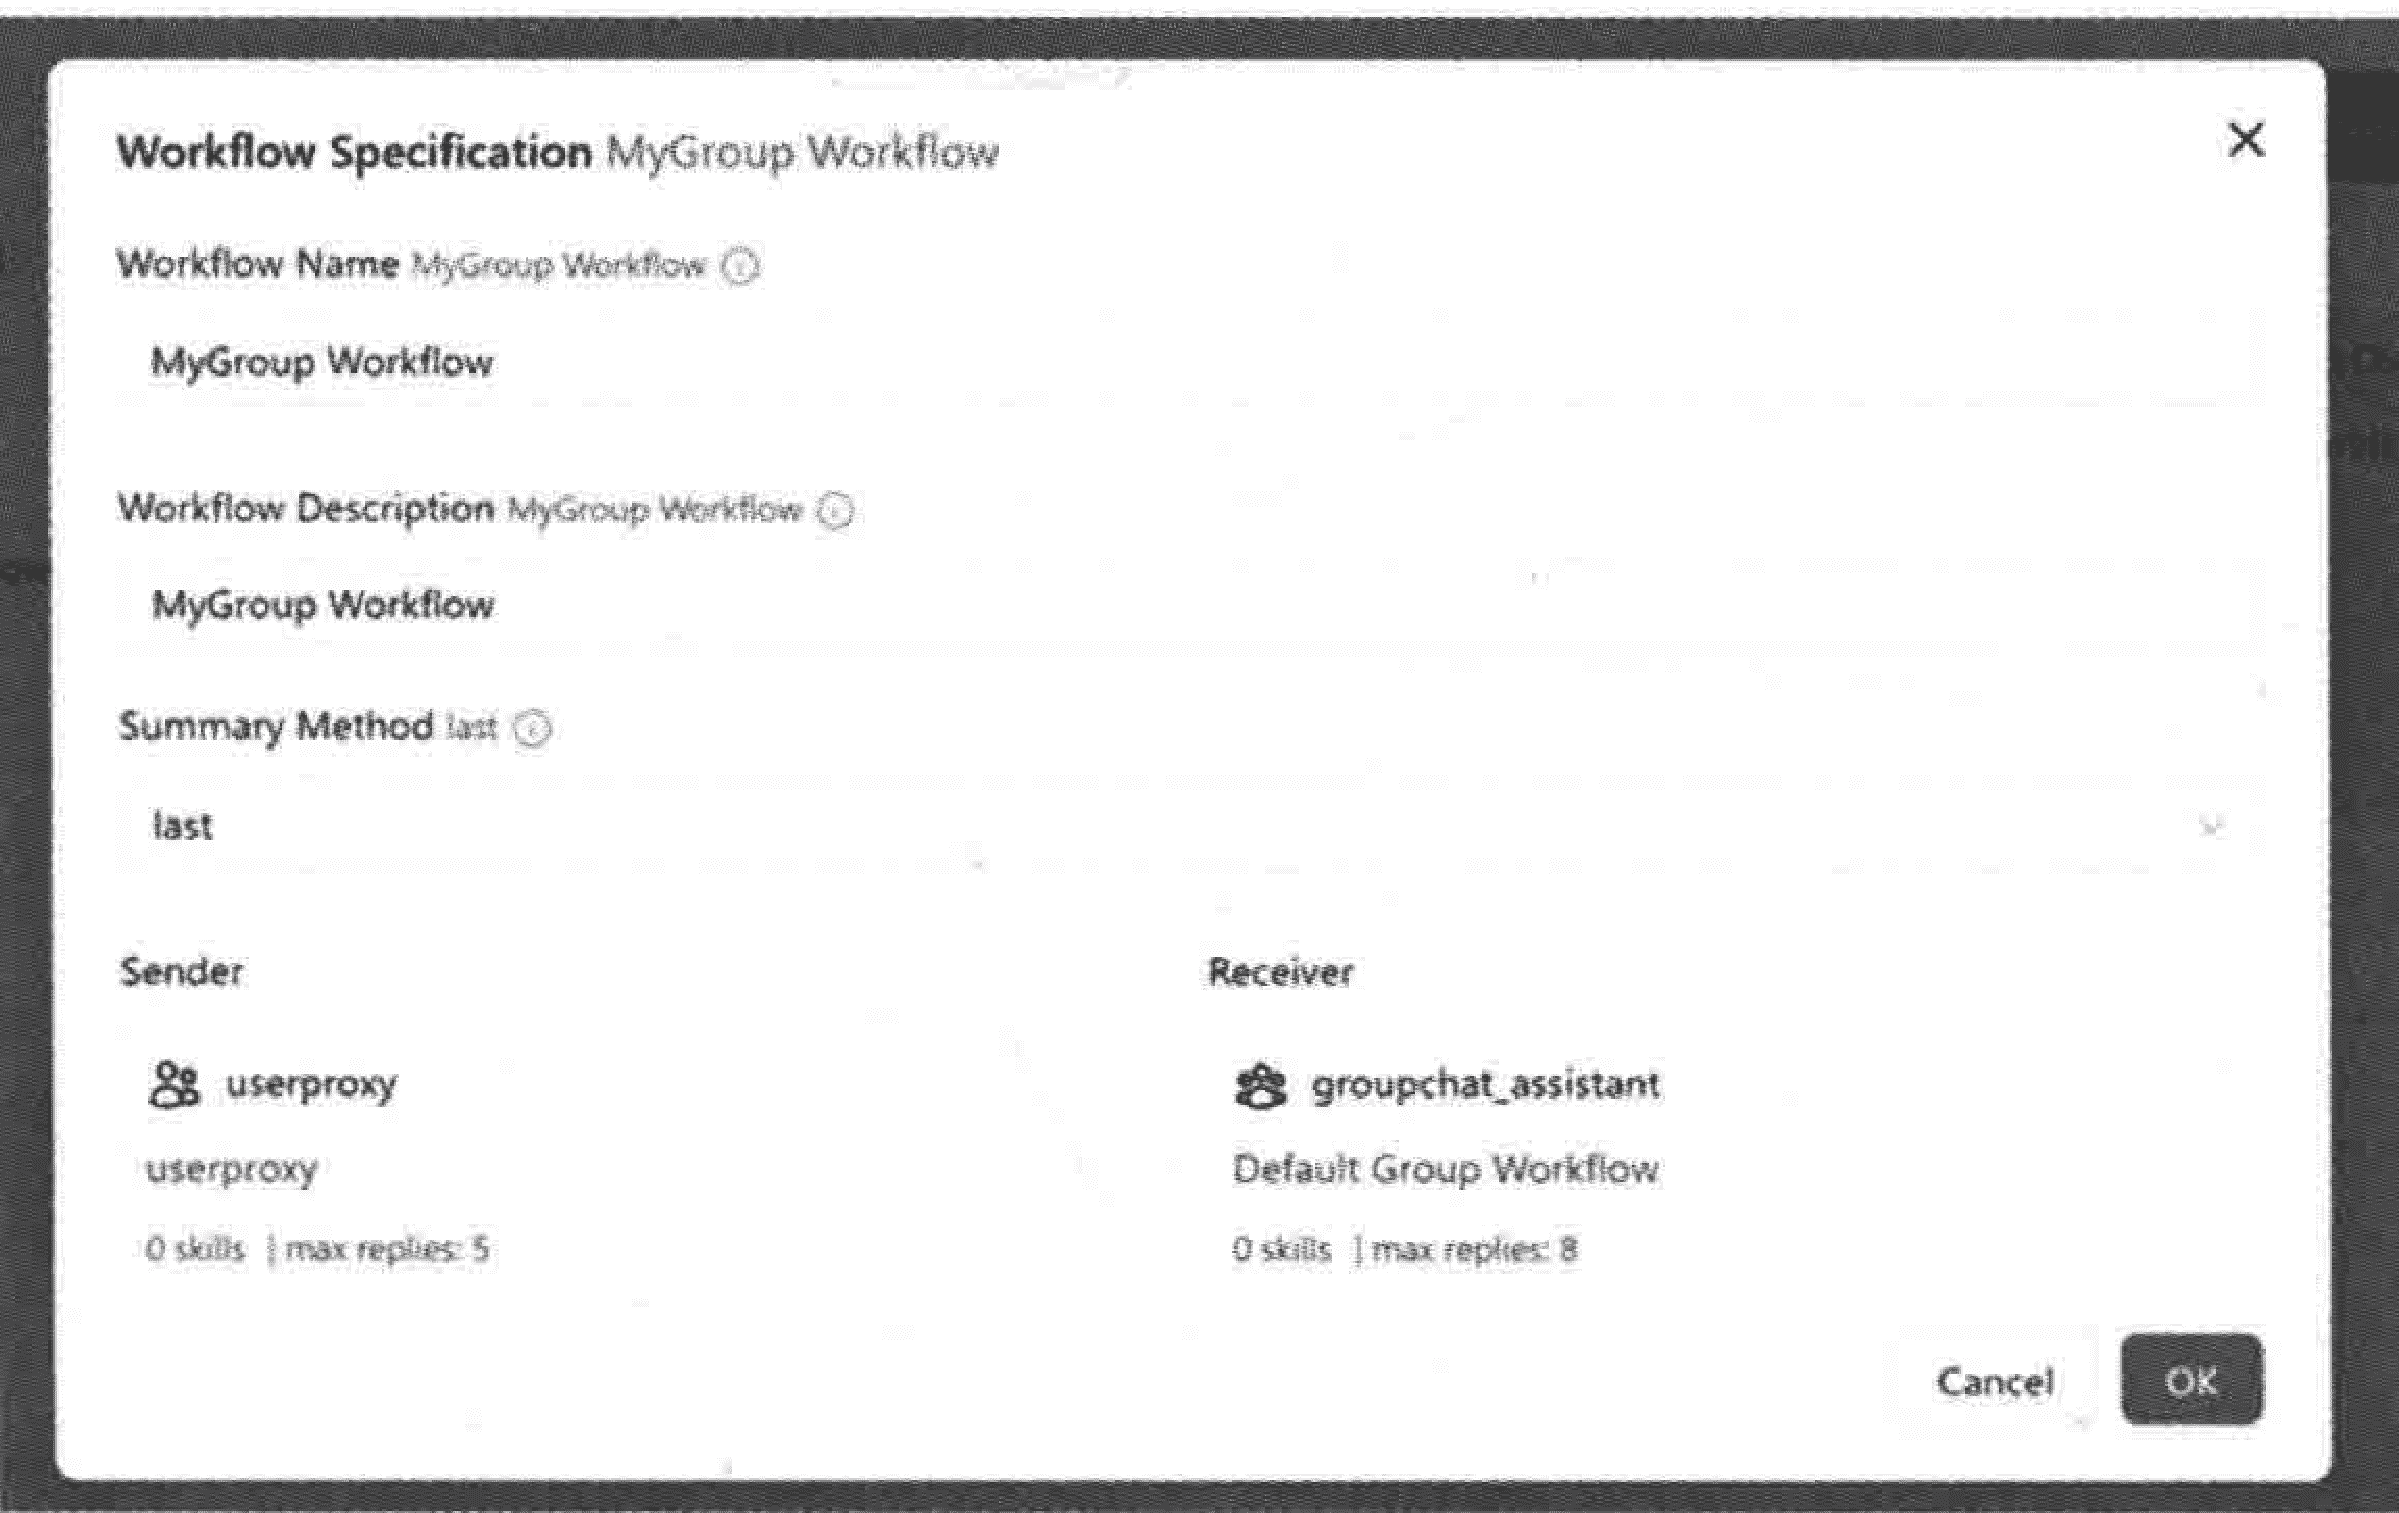 Workflow Specification MyGroup Workflow
Workflow Name MyGroup Workflow
MyGroup Workflow
Workflow Description MyGroup Workflow
MyGroup Workflow
Summary Method last
last
Sender
Receiver
userproxy
groupchat_assistant
userproxy
Default Group Workflow
0 skills | max replies: 5
0 skills | max replies: 8
Cancel
OK